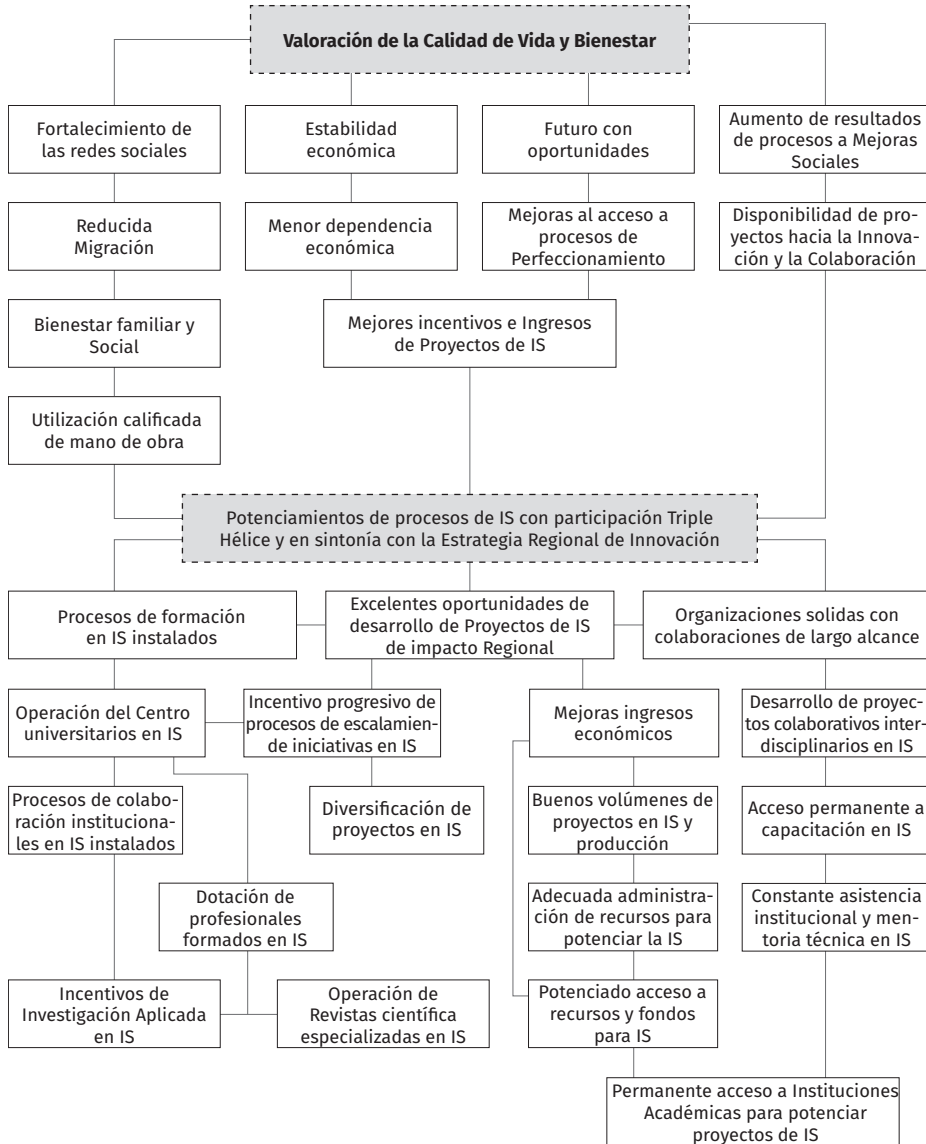 Valoración de la Calidad de Vida y Bienestar
Fortalecimiento de
las redes sociales
Estabilidad
económica
Futuro con
oportunidades
Aumento de resultados
de procesos a Mejoras
Sociales
Reducida
Migración
Menor dependencia
económica
Mejoras al acceso a
procesos de
Perfeccionamiento
Disponibilidad de pro-
yectos hacia la Innova-
ción y la Colaboración
Bienestar familiar y
Social
Mejores incentivos e Ingresos
de Proyectos de IS
Utilización calificada
de mano de obra
Potenciamientos de procesos de IS con participación Triple
Hélice y en sintonía con la Estrategia Regional de Innovación
Procesos de formación
en IS instalados
Excelentes oportunidades de
desarrollo de Proyectos de IS
de impacto Regional
Organizaciones solidas con
colaboraciones de largo alcance
Operación del Centro
universitarios en IS
Incentivo progresivo de
procesos de escalamien-
de iniciativas en IS
Mejoras ingresos
económicos
Desarrollo de proyec-
tos colaborativos inter-
disciplinarios en IS
Procesos de colabo-
ración instituciona-
les en IS instalados
Diversificación de
proyectos en IS
Buenos volúmenes de
proyectos en IS y
producción
Acceso permanente a
capacitación en IS
Dotación de
profesionales
formados en IS
Adecuada administra-
ción de recursos para
potenciar la IS
Constante asistencia
institucional y men-
toria técnica en IS
Incentivos de
Investigación Aplicada
en IS
Operación de
Revistas científica
especializadas en IS
Potenciado acceso a
recursos y fondos
para IS
Permanente acceso a Instituciones
Académicas para potenciar
proyectos de IS